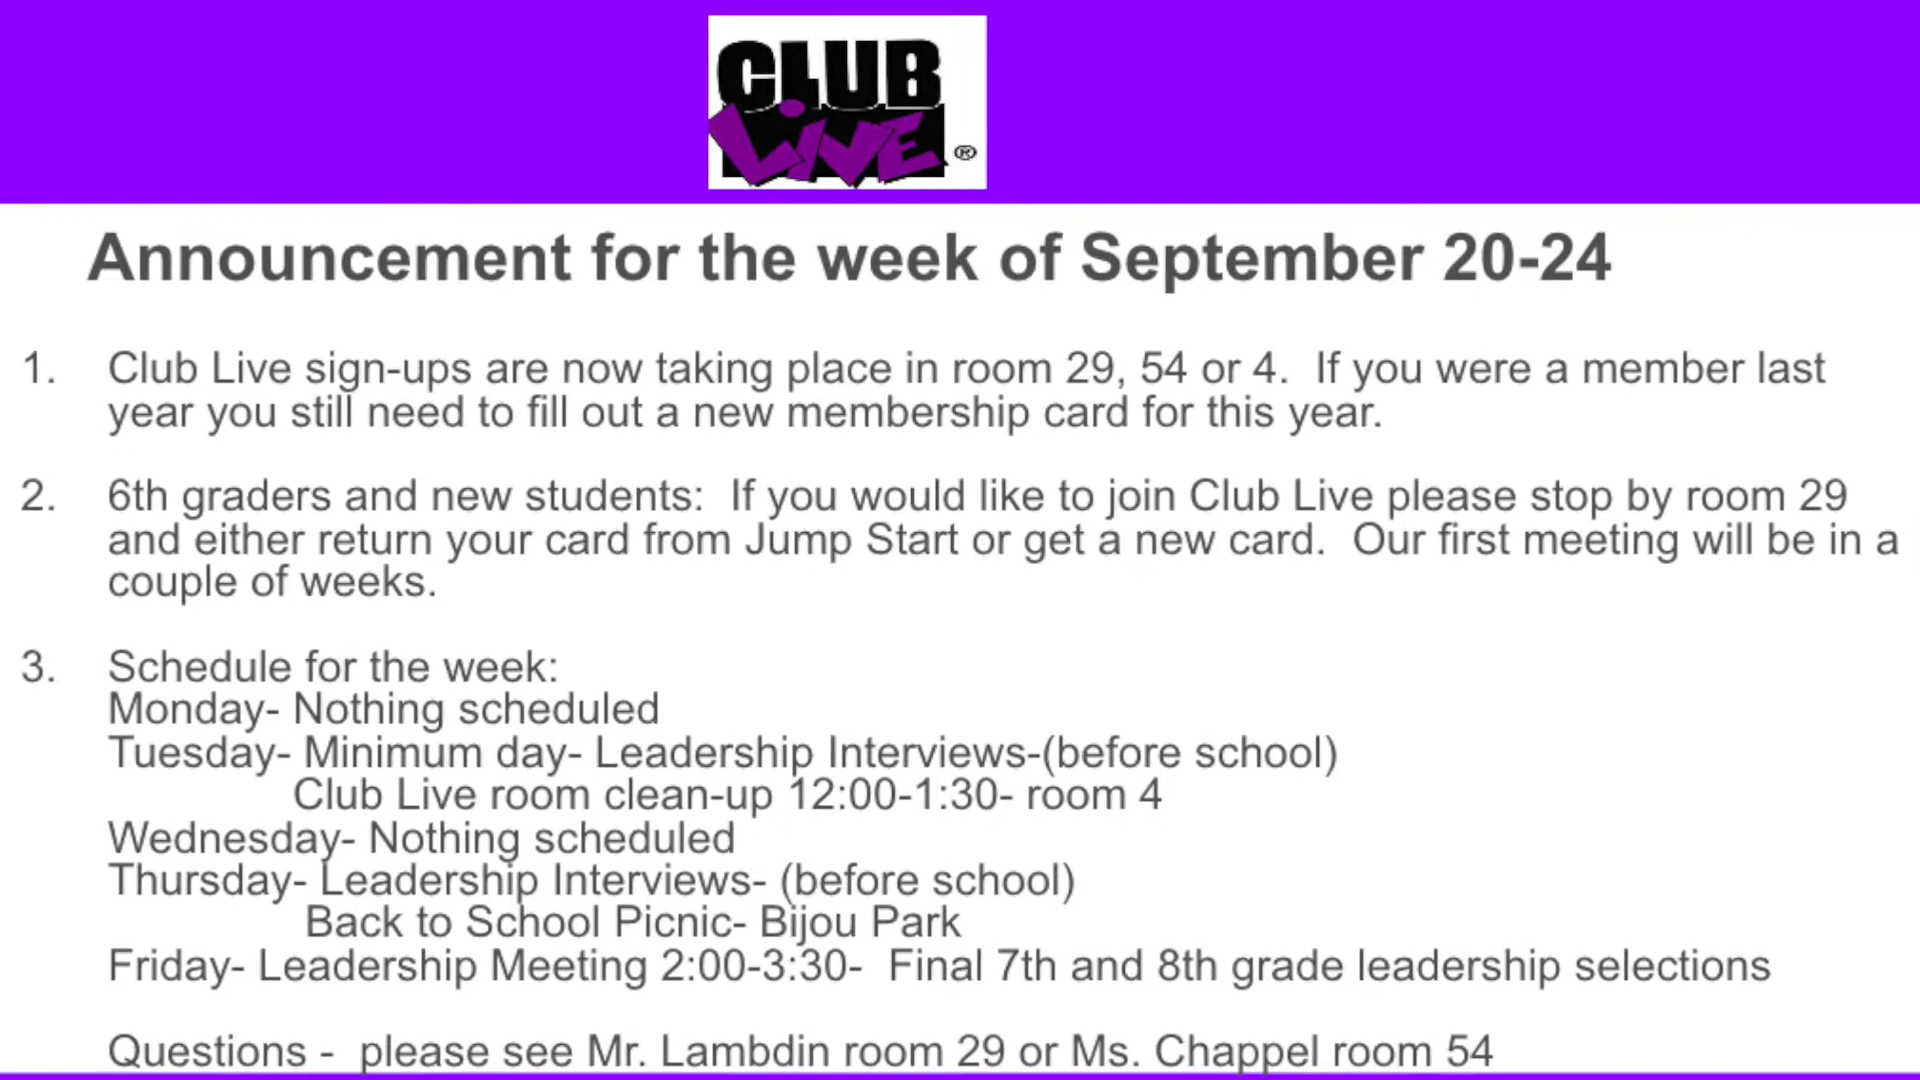 CLUB
LIVE ®
Announcement for the week of September 20-24
1. Club Live sign-ups are now taking place in room 29, 54 or 4. If you were a member last
year you still need to fill out a new membership card for this year.
2. 6th graders and new students: If you would like to join Club Live please stop by room 29
and either return your card from Jump Start or get a new card. Our first meeting will be in a
couple of weeks.
3. Schedule for the week:
Monday- Nothing scheduled
Tuesday- Minimum day- Leadership Interviews-(before school)
Club Live room clean-up 12:00-1:30- room 4
Wednesday- Nothing scheduled
Thursday- Leadership Interviews- (before school)
Back to School Picnic- Bijou Park
Friday- Leadership Meeting 2:00-3:30- Final 7th and 8th grade leadership selections
Questions - please see Mr. Lambdin room 29 or Ms. Chappel room 54